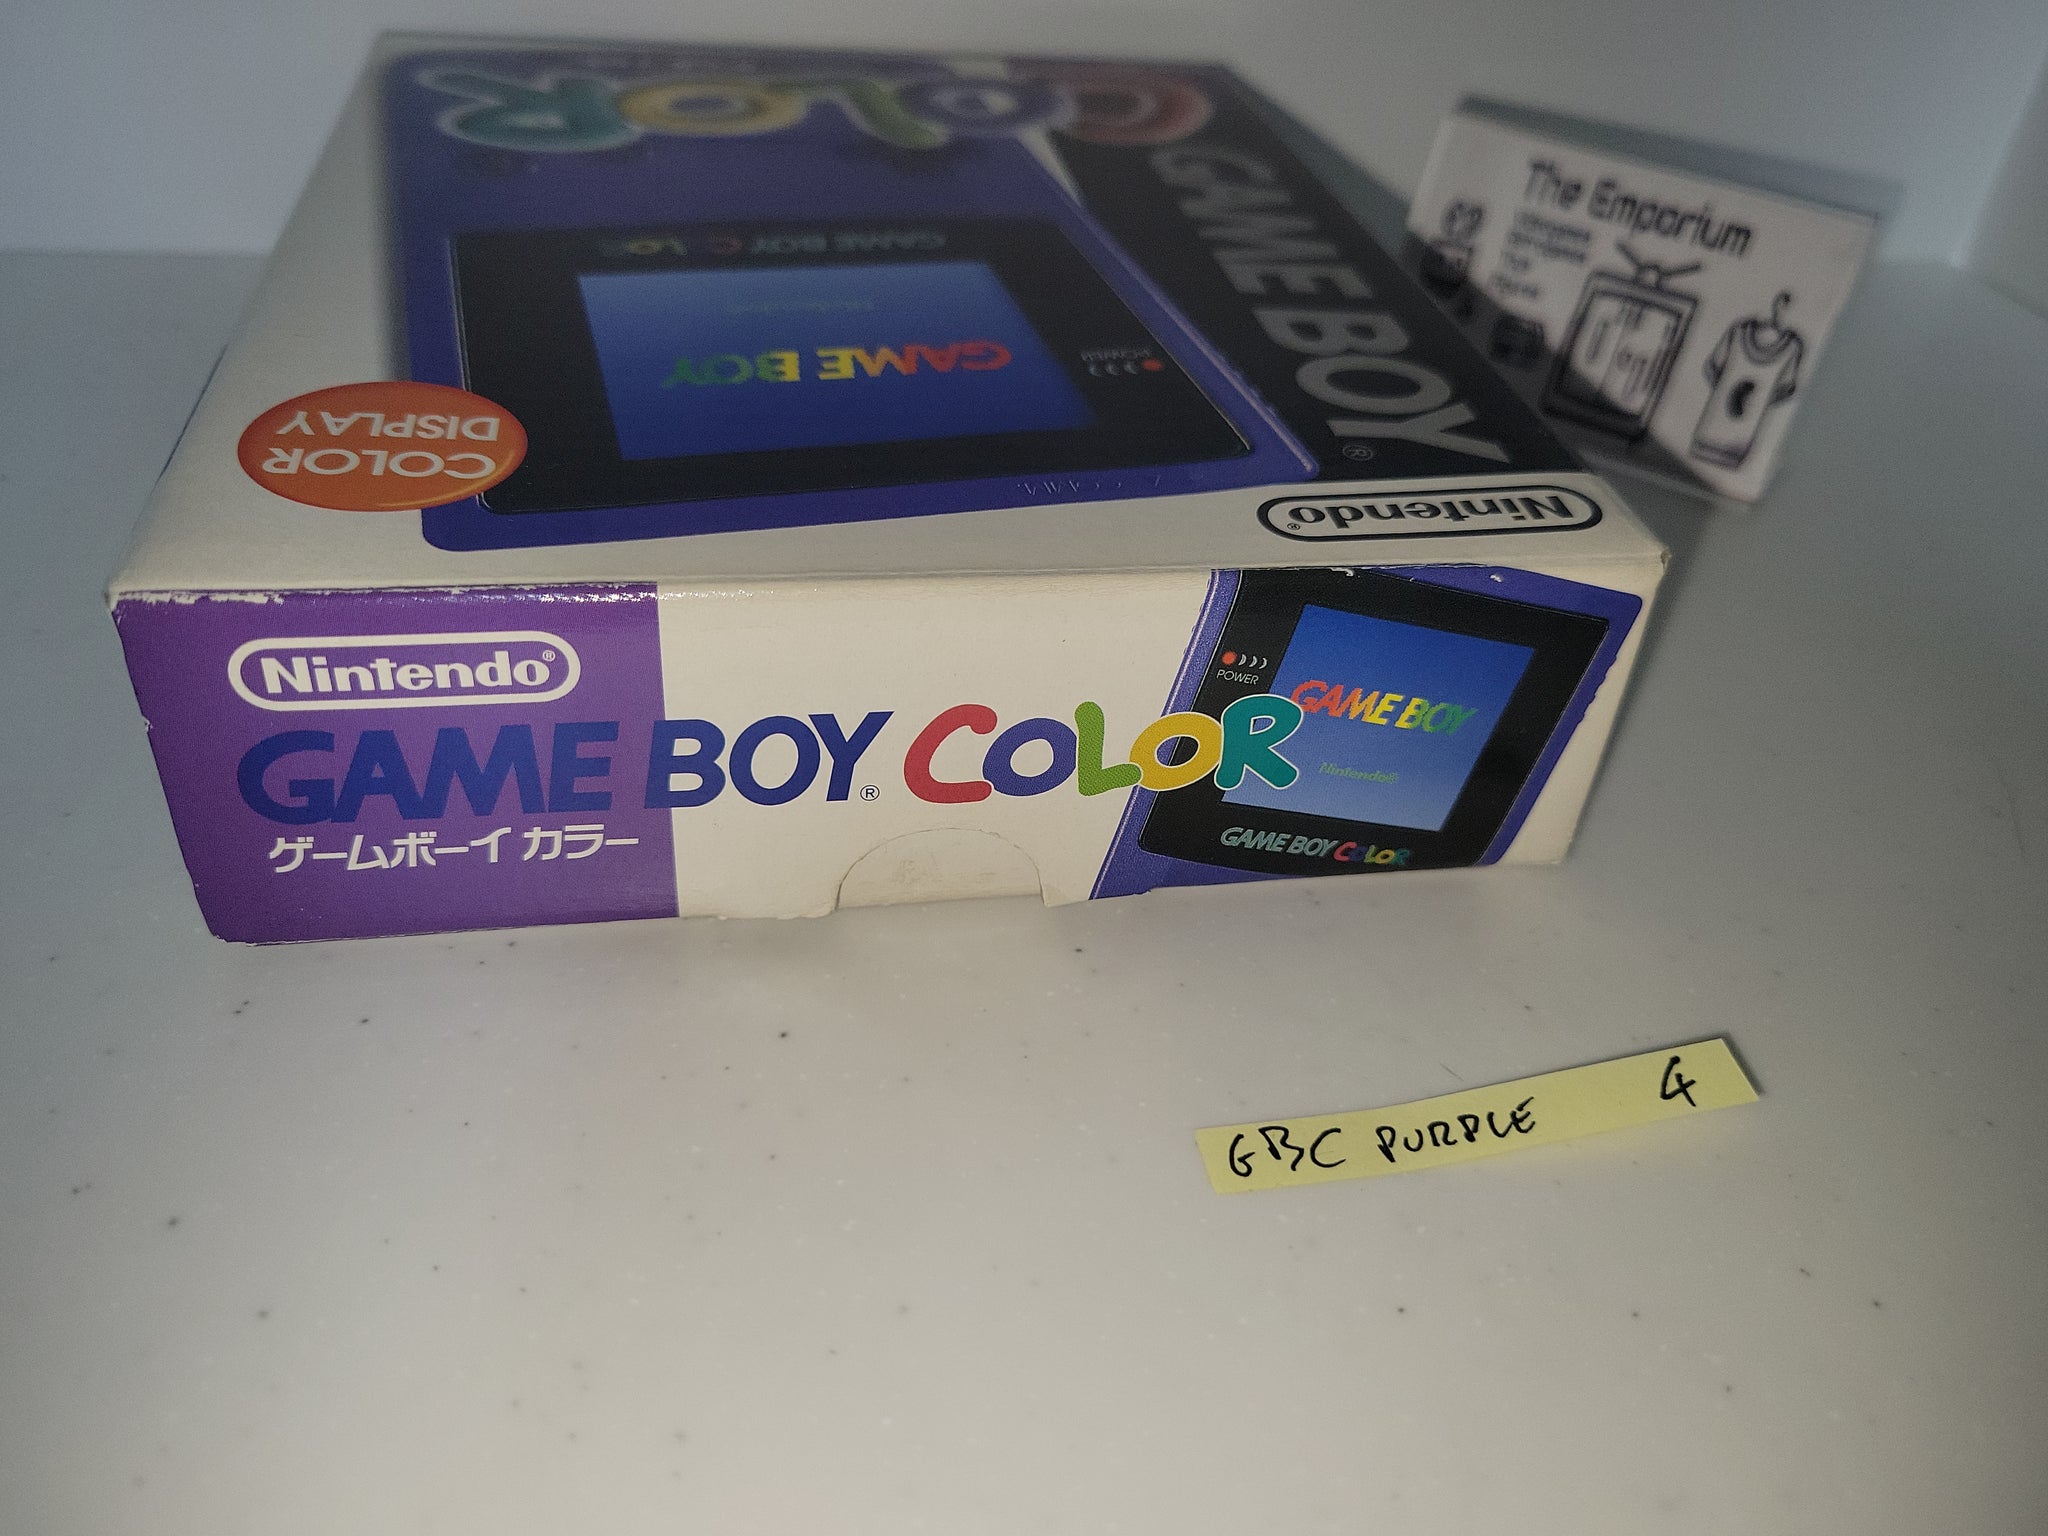 COLOR
GAME BOY®
GAME BOY COLOR
POWER
GAME BOY
COLOR
DISPLAY
Nintendo®
The Emporium
Nintendo®
GAME BOY® COLOR
ゲームボーイ カラー
POWER
GAME BOY
Nintendo®
GAME BOY COLOR
GBC PURPLE 4